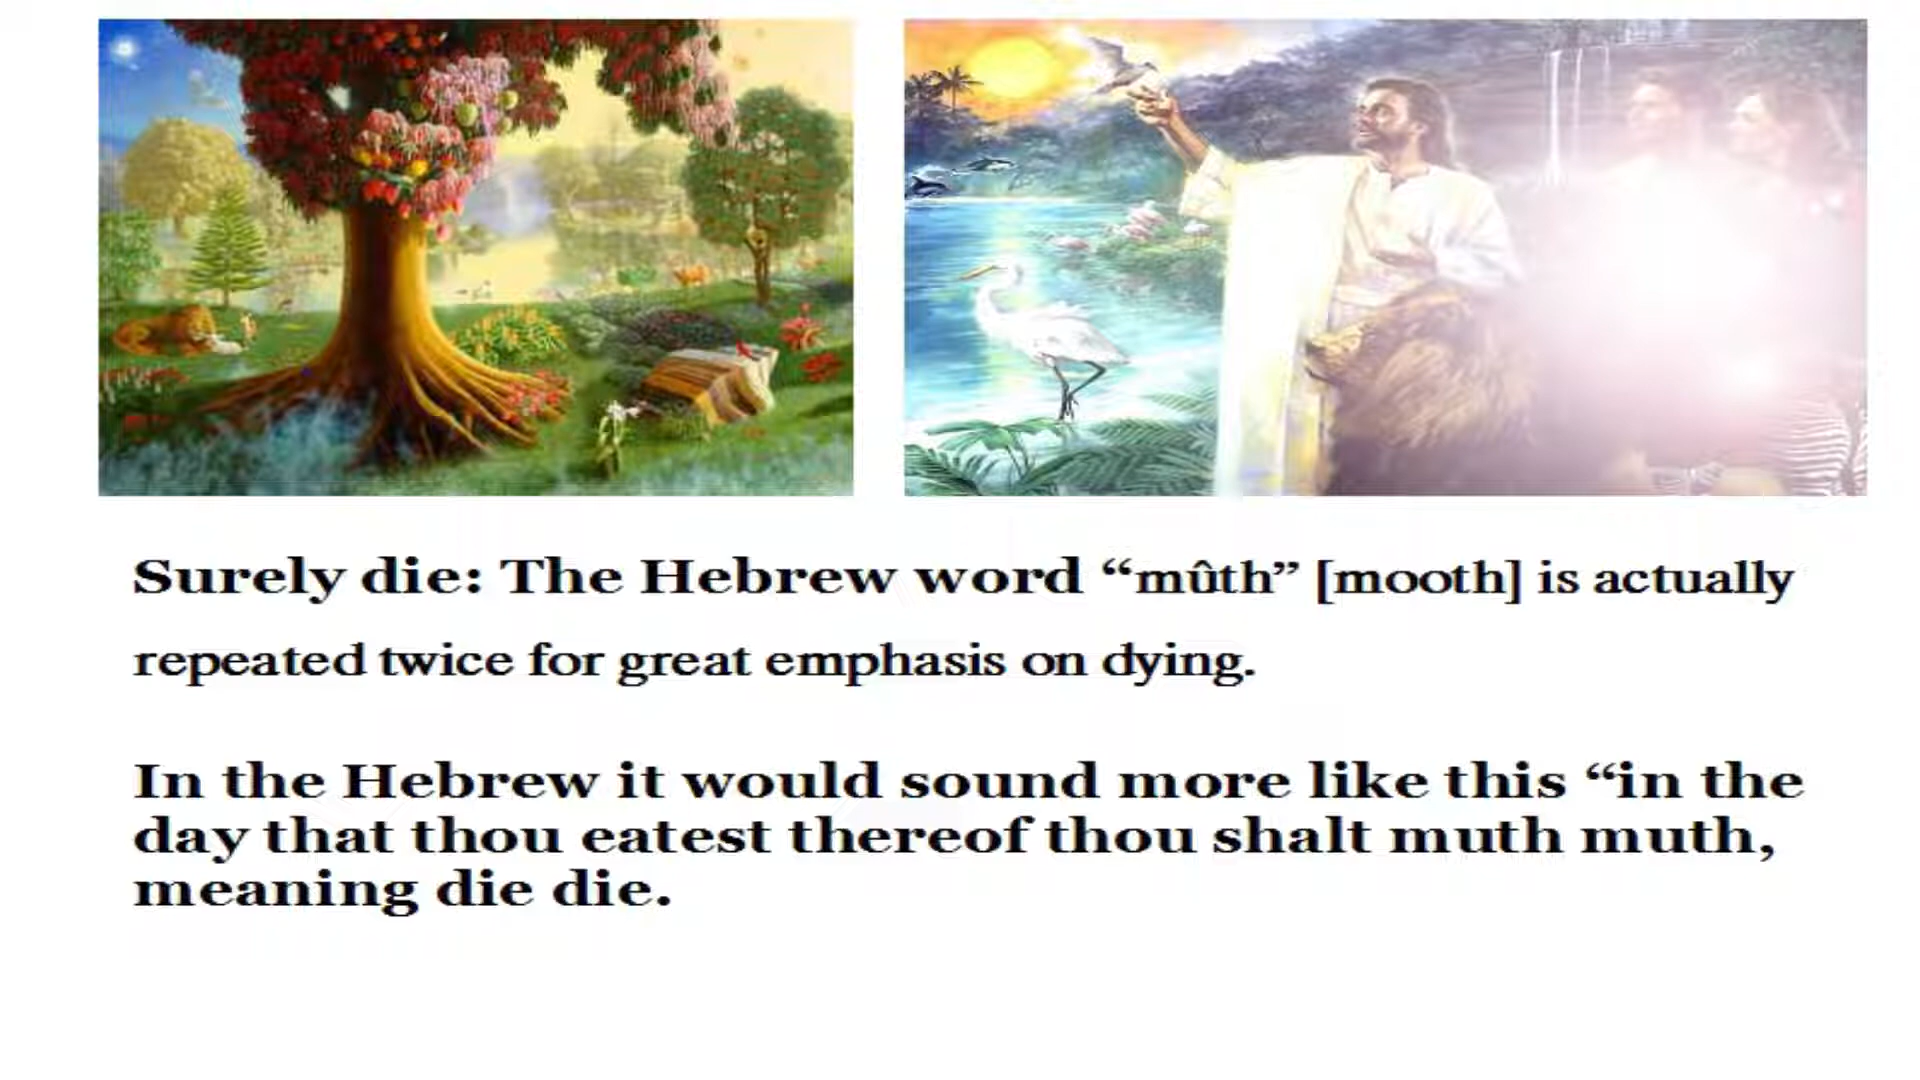 Surely die: The Hebrew word “mûth” [mooth] is actually
repeated twice for great emphasis on dying.
In the Hebrew it would sound more like this “in the
day that thou eatest thereof thou shalt muth muth,
meaning die die.